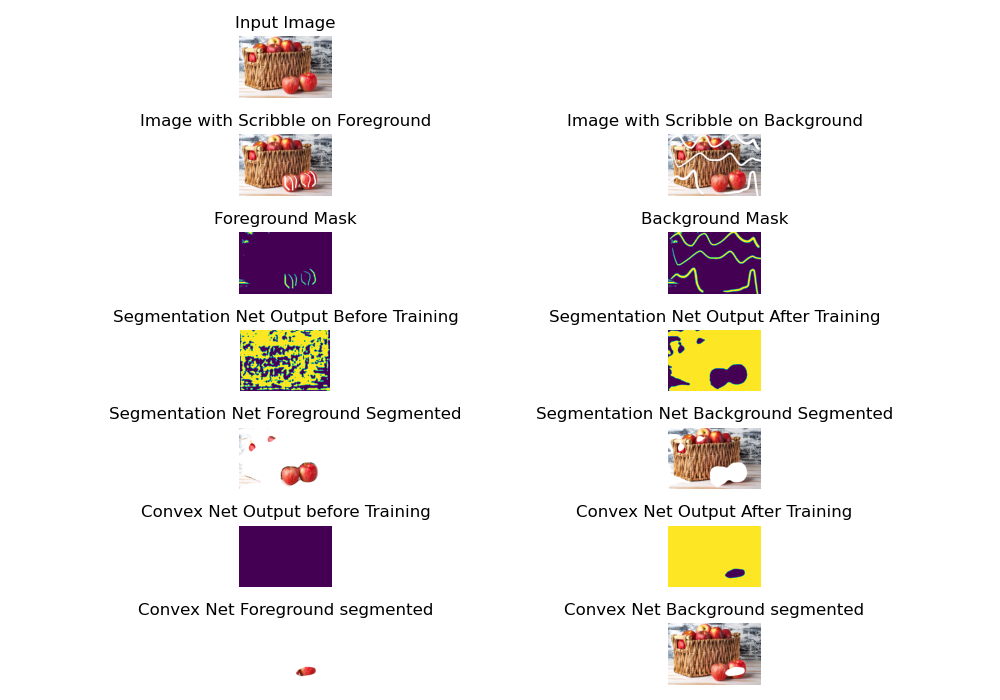 Input Image
Image with Scribble on Foreground
Image with Scribble on Background
Foreground Mask
Background Mask
Segmentation Net Output Before Training
Segmentation Net Output After Training
Segmentation Net Foreground Segmented
Segmentation Net Background Segmented
Convex Net Output before Training
Convex Net Output After Training
Convex Net Foreground segmented
Convex Net Background segmented